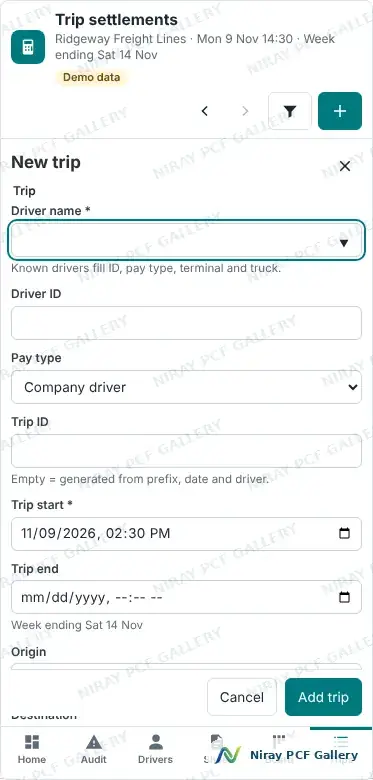 Trip settlements
Ridgeway Freight Lines · Mon 9 Nov 14:30 · Week
ending Sat 14 Nov
Demo data
New trip
Trip
Driver name *
Known drivers fill ID, pay type, terminal and truck.
Driver ID
Pay type
Company driver
Trip ID
Empty = generated from prefix, date and driver.
Trip start *
11/09/2026, 02:30 PM
Trip end
mm/dd/yyyy, --:-- --
Week ending Sat 14 Nov
Origin
Cancel
Add trip
Destination
Home
Audit
Drivers
Niray PCF Gallery
NIRAY PCF GALLERY